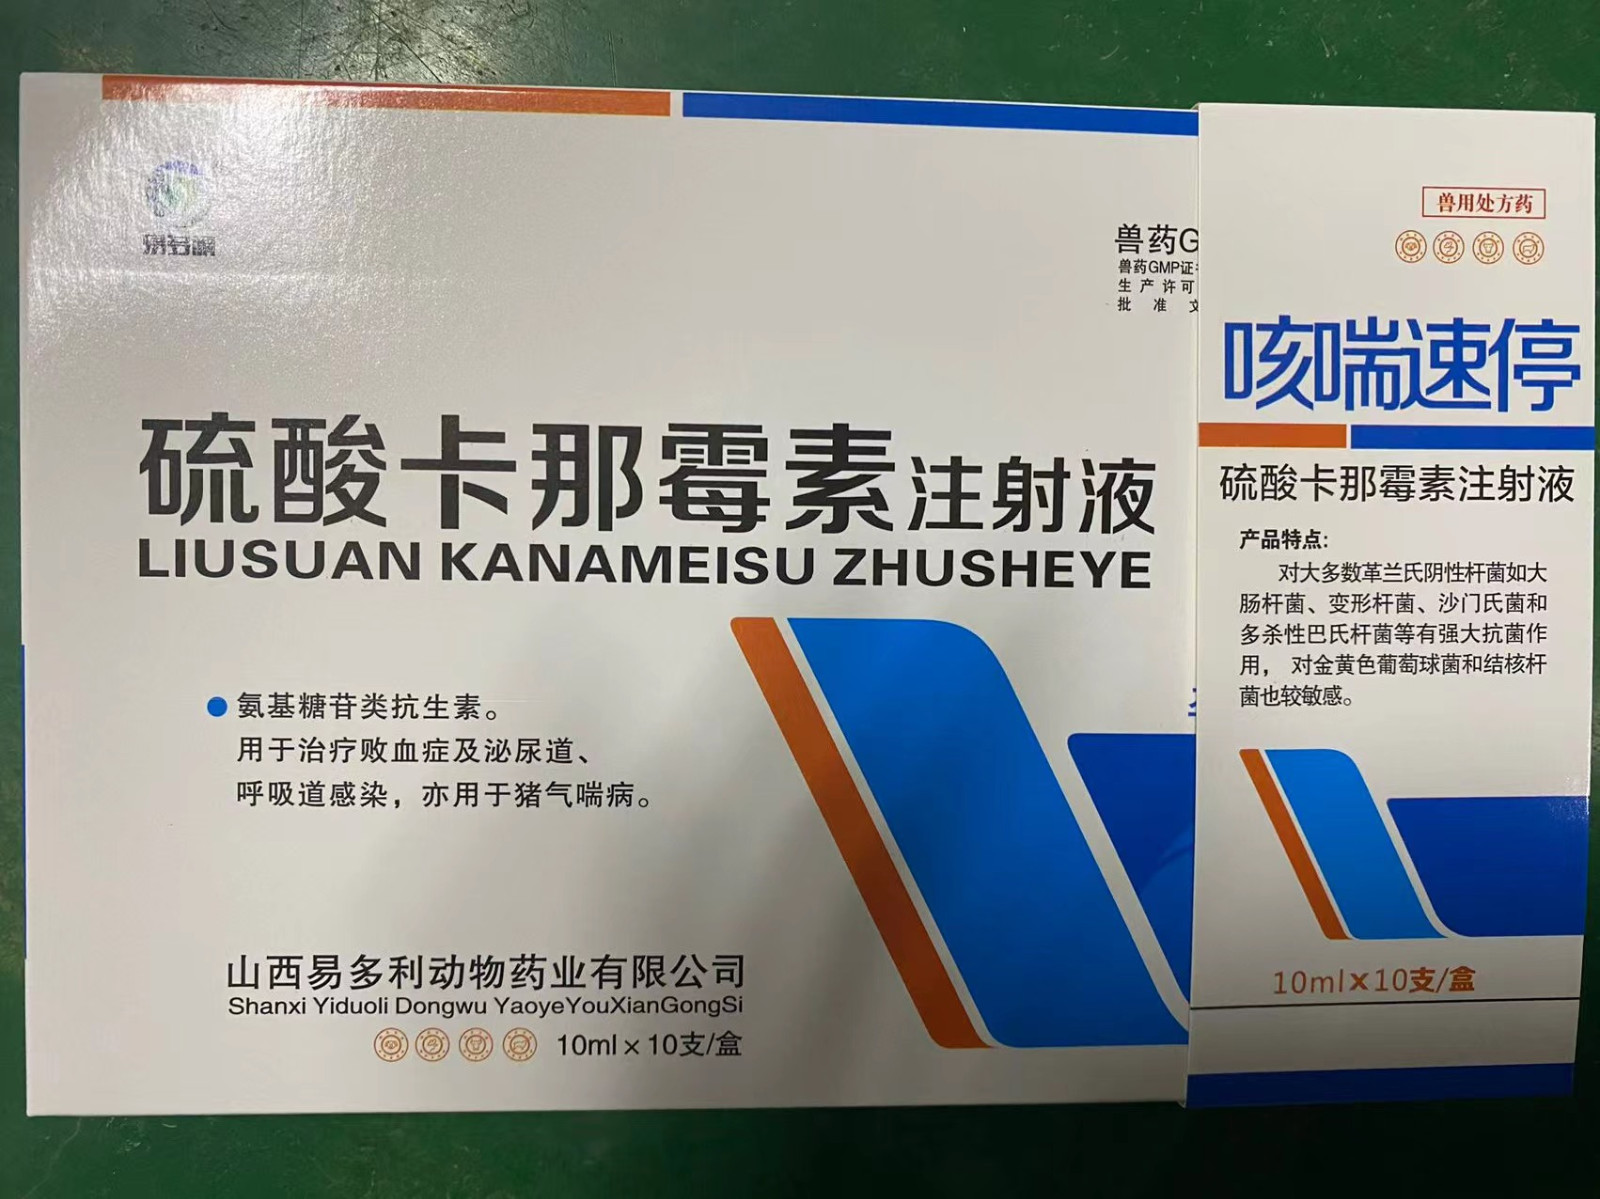 易多利
兽药G
兽药GMP证
生产许可
批准文
硫酸卡那霉素注射液
LIUSUAN KANAMEISU ZHUSHEYE
氨基糖苷类抗生素。
用于治疗败血症及泌尿道、
呼吸道感染，亦用于猪气喘病。
山西易多利动物药业有限公司
Shanxi Yiduoli Dongwu YaoyeYouXianGongSi
10ml×10支/盒
兽用处方药
咳喘速停
硫酸卡那霉素注射液
产品特点:
对大多数革兰氏阴性杆菌如大
肠杆菌、变形杆菌、沙门氏菌和
多杀性巴氏杆菌等有强大抗菌作
用， 对金黄色葡萄球菌和结核杆
菌也较敏感。
10mlx10支/盒